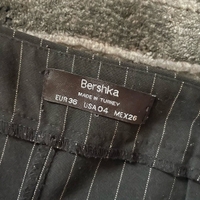 Bershka
MADE IN TURKEY
EUR 36 USA 04 MEX 26